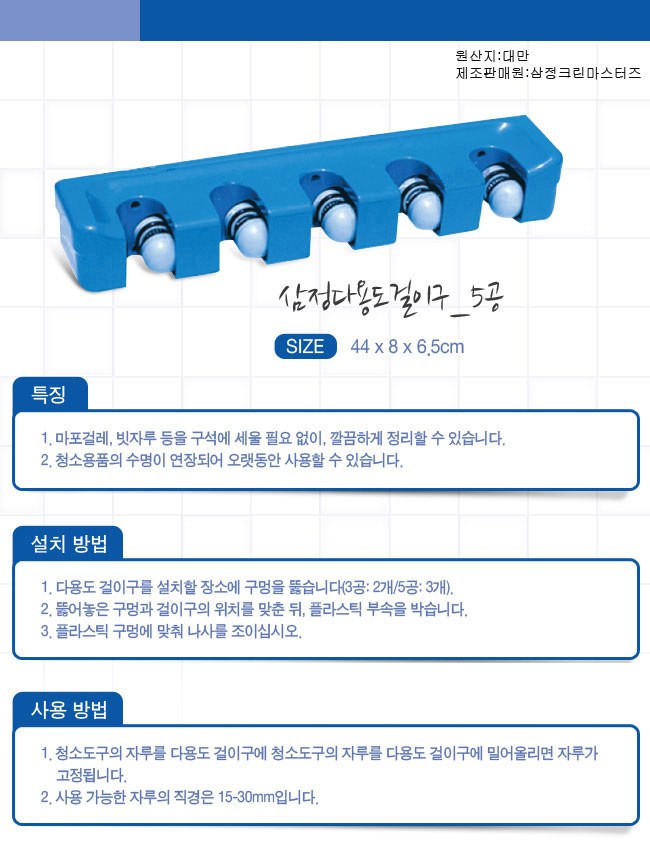 원산지:대만
제조판매원:삼정크린마스터즈
삼정다용도걸이구_5공
SIZE 44 x 8 x 6.5cm
특징
1. 마포걸레, 빗자루 등을 구석에 세울 필요 없이, 깔끔하게 정리할 수 있습니다.
2. 청소용품의 수명이 연장되어 오랫동안 사용할 수 있습니다.
설치 방법
1. 다용도 걸이구를 설치할 장소에 구멍을 뚫습니다(3공: 2개/5공: 3개).
2. 뚫어놓은 구멍과 걸이구의 위치를 맞춘 뒤, 플라스틱 부속을 박습니다.
3. 플라스틱 구멍에 맞춰 나사를 조이십시오.
사용 방법
1. 청소도구의 자루를 다용도 걸이구에 청소도구의 자루를 다용도 걸이구에 밀어올리면 자루가
고정됩니다.
2. 사용 가능한 자루의 직경은 15-30mm입니다.